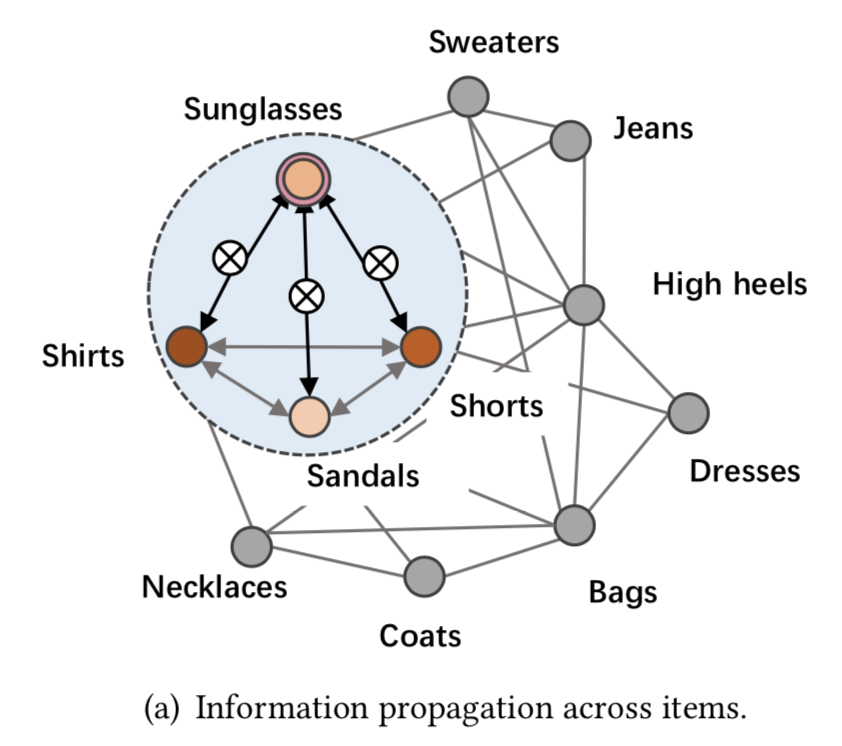 Sweaters
Sunglasses
Jeans
High heels
Shirts
Shorts
Sandals
Dresses
Necklaces
Bags
Coats
(a) Information propagation across items.